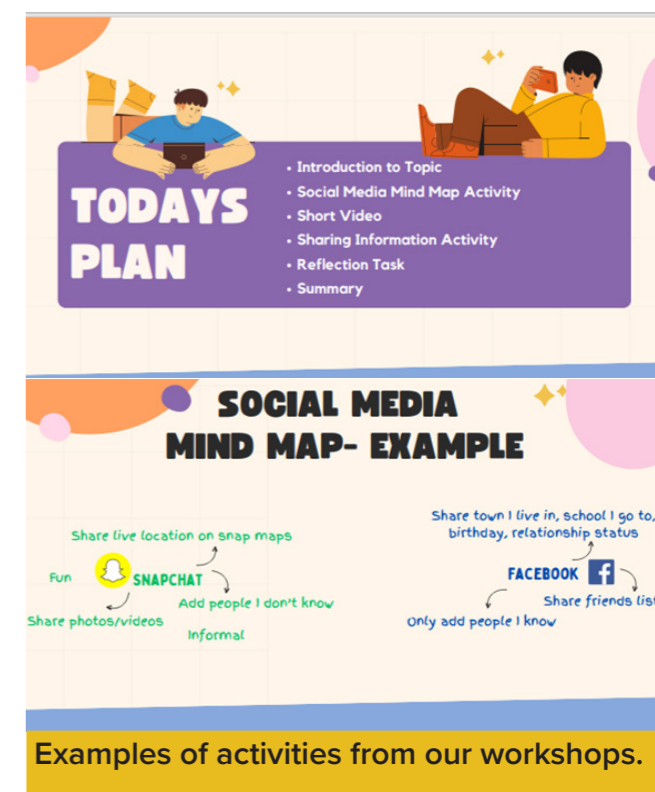 TODAYS
PLAN
• Introduction to Topic
• Social Media Mind Map Activity
• Short Video
• Sharing Information Activity
• Reflection Task
• Summary
SOCIAL MEDIA
MIND MAP- EXAMPLE
Share live location on snap maps
Fun
SNAPCHAT
Add people I don't know
Share photos/videos
Informal
Share town I live in, school I go to,
birthday, relationship status
FACEBOOK
Share friends list
Only add people I know
Examples of activities from our workshops.